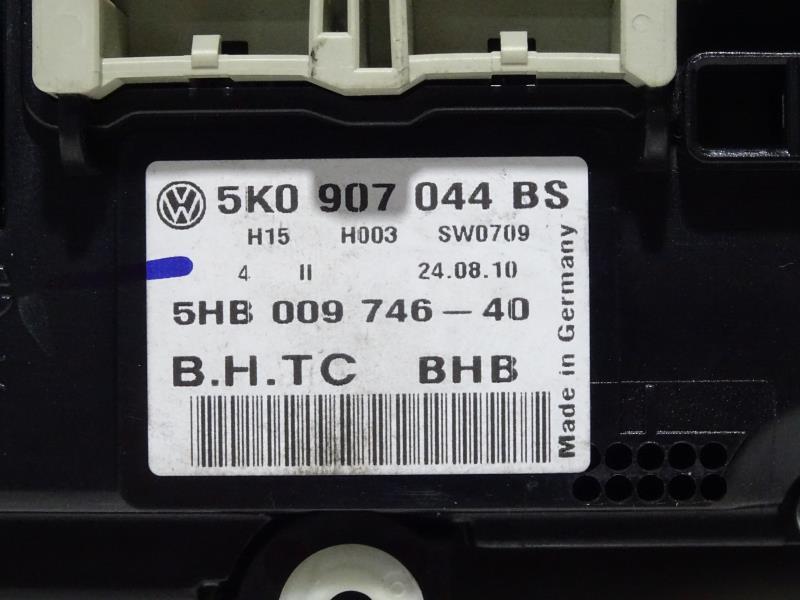 5K0 907 044 BS
H15 H003 SW0709
4 II 24.08.10
5HB 009 746-40
B.H.TC BHB
Made in Germany